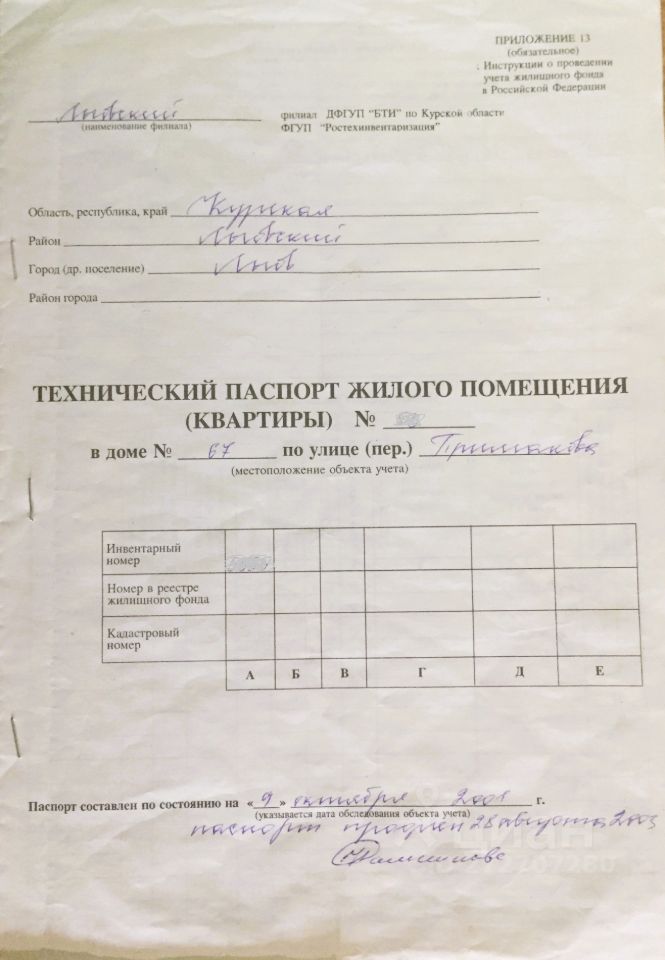 ПРИЛОЖЕНИЕ 13
(обязательное)
Инструкции о проведении
учета жилищного фонда
в Российской Федерации
Льговский филиал ДФГУП "БТИ" по Курской области
(наименование филиала) ФГУП "Ростехинвентаризация"
Область, республика, край Курская
Район Льговский
Город (др. поселение) Льгов
Район города
ТЕХНИЧЕСКИЙ ПАСПОРТ ЖИЛОГО ПОМЕЩЕНИЯ
(КВАРТИРЫ) №
в доме № 67 по улице (пер.) Примакова
(местоположение объекта учета)
Инвентарный
номер
Номер в реестре
жилищного фонда
Кадастровый
номер
А Б В Г Д Е
Паспорт составлен по состоянию на «9» октября 2001 г.
(указывается дата обследования объекта учета)
паспорт продлен 28 августа 2003